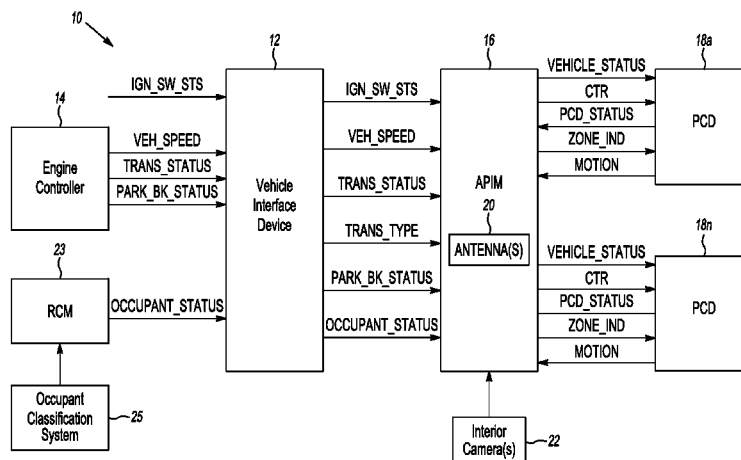 10
12
16
18a
IGN_SW_STS
IGN_SW_STS
VEHICLE_STATUS
CTR
PCD_STATUS
ZONE_IND
MOTION
PCD
14
Engine
Controller
VEH_SPEED
TRANS_STATUS
PARK_BK_STATUS
Vehicle
Interface
Device
VEH_SPEED
TRANS_STATUS
TRANS_TYPE
PARK_BK_STATUS
OCCUPANT_STATUS
APIM
20
ANTENNA(S)
18n
VEHICLE_STATUS
CTR
PCD_STATUS
ZONE_IND
MOTION
PCD
23
RCM
OCCUPANT_STATUS
Occupant
Classification
System
25
Interior
Camera(s)
22